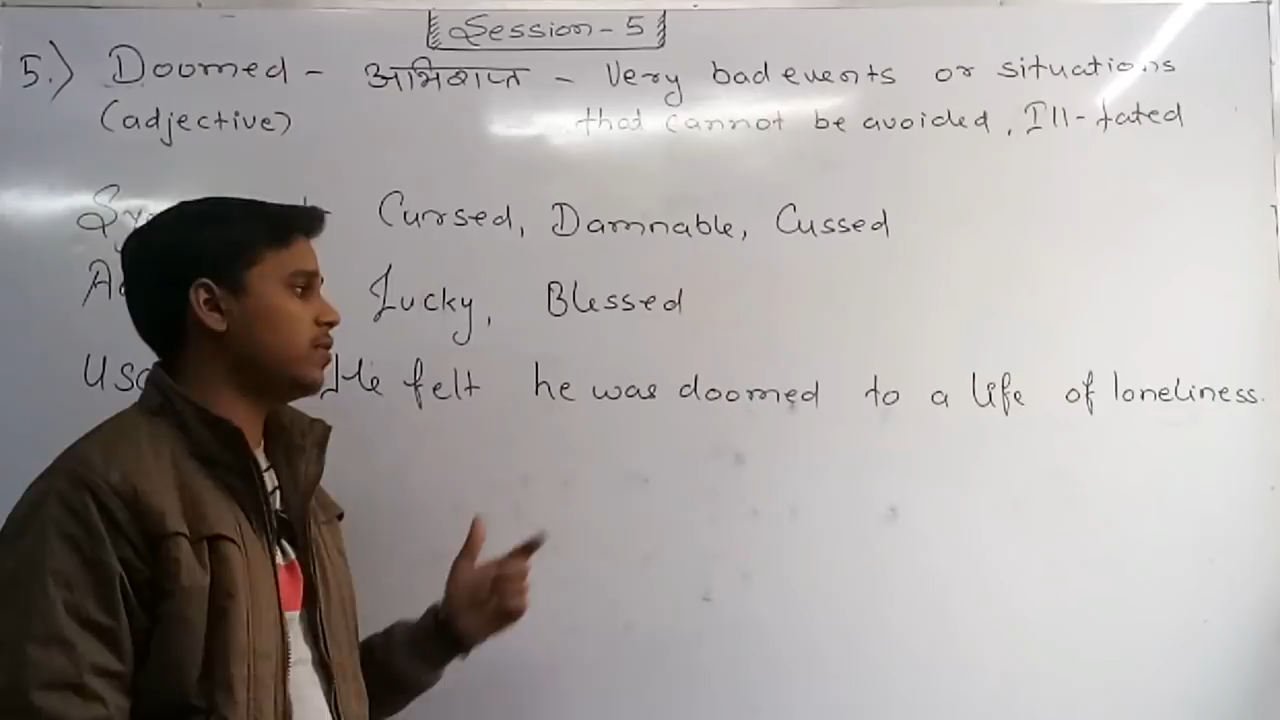 Session-5
5.) Doomed - अभिशप्त - Very bad events or situations
(adjective) that cannot be avoided, Ill-fated
Cursed, Damnable, Cussed
Lucky, Blessed
He felt he was doomed to a life of loneliness.